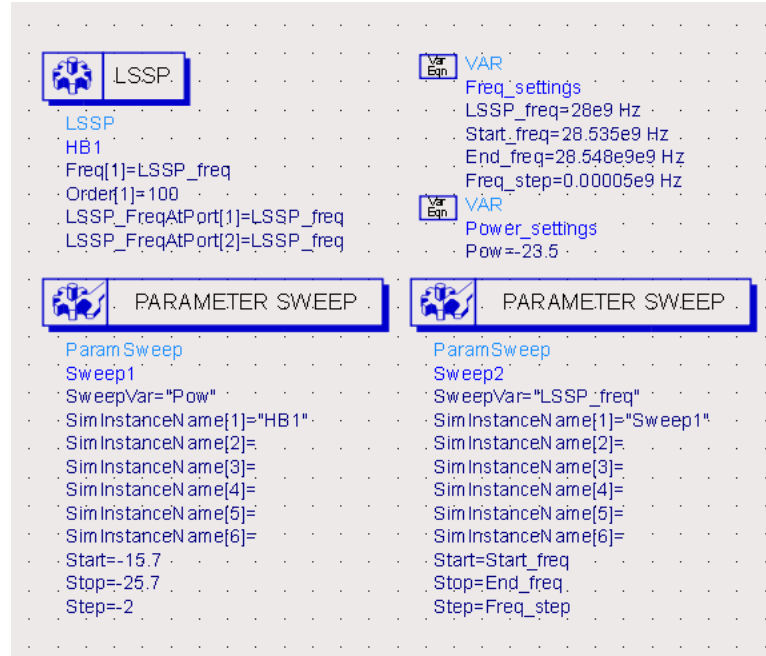 LSSP
LSSP
HB1
Freq[1]=LSSP_freq
Order[1]=100
LSSP_FreqAtPort[1]=LSSP_freq
LSSP_FreqAtPort[2]=LSSP_freq
Var
Eqn
VAR
Freq_settings
LSSP_freq=28e9 Hz
Start_freq=28.535e9 Hz
End_freq=28.548e9e9 Hz
Freq_step=0.00005e9 Hz
Var
Eqn
VAR
Power_settings
Pow=-23.5
PARAMETER SWEEP
ParamSweep
Sweep1
SweepVar="Pow"
SimInstanceName[1]="HB1"
SimInstanceName[2]=
SimInstanceName[3]=
SimInstanceName[4]=
SimInstanceName[5]=
SimInstanceName[6]=
Start=-15.7
Stop=-25.7
Step=-2
PARAMETER SWEEP
ParamSweep
Sweep2
SweepVar="LSSP_freq"
SimInstanceName[1]="Sweep1"
SimInstanceName[2]=
SimInstanceName[3]=
SimInstanceName[4]=
SimInstanceName[5]=
SimInstanceName[6]=
Start=Start_freq
Stop=End_freq
Step=Freq_step